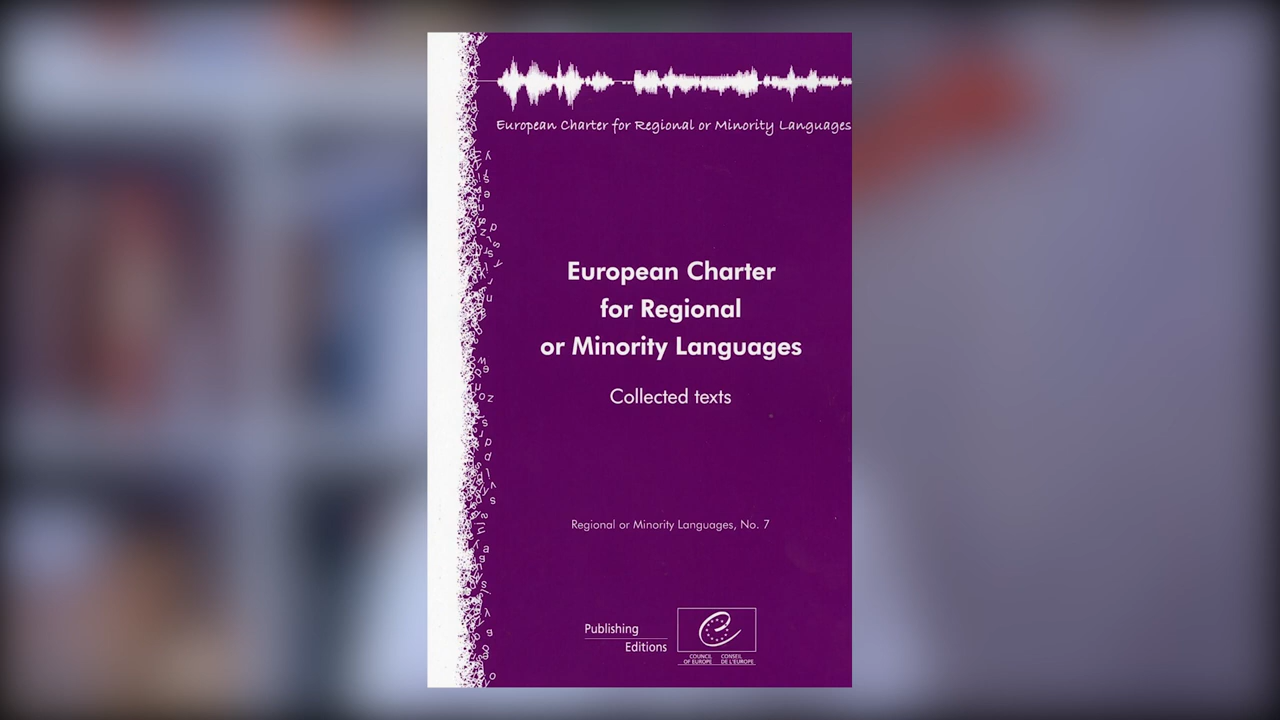 European Charter for Regional or Minority Languages
European Charter
for Regional
or Minority Languages
Collected texts
Regional or Minority Languages, No. 7
Publishing
Editions
COUNCIL CONSEIL
OF EUROPE DE L'EUROPE